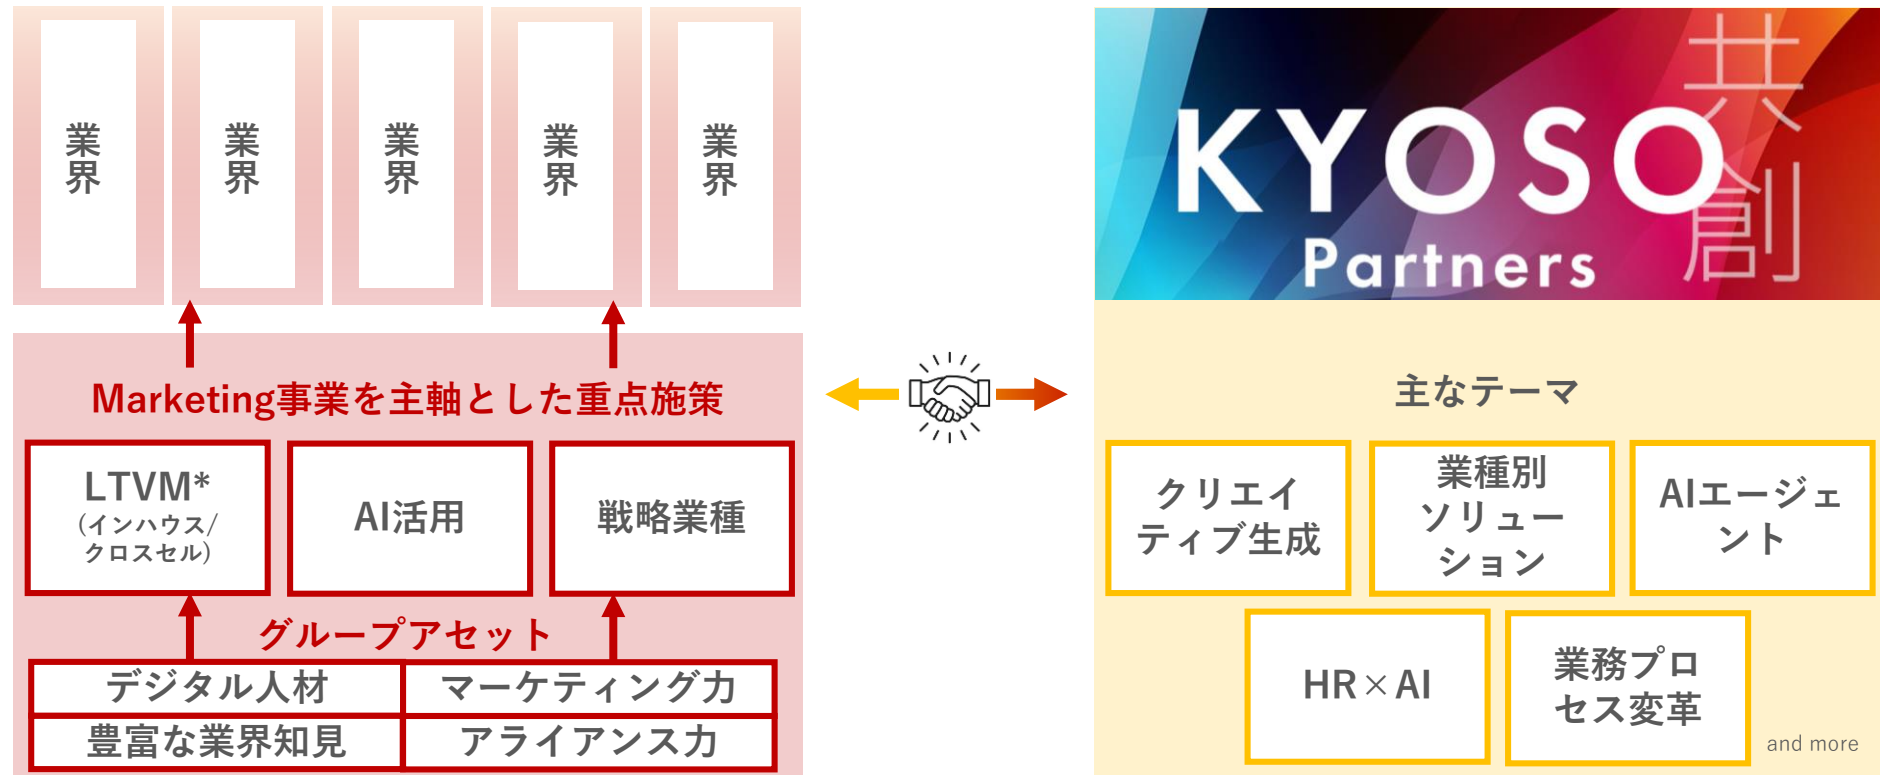 業界
業界
業界
業界
業界
Marketing事業を主軸とした重点施策
LTVM*
(インハウス/
クロスセル)
AI活用
戦略業種
グループアセット
デジタル人材
マーケティング力
豊富な業界知見
アライアンス力
KYOSO
Partners
共創
主なテーマ
クリエイ
ティブ生成
業種別
ソリュー
ション
AIエージェ
ント
HR×AI
業務プロ
セス変革
and more